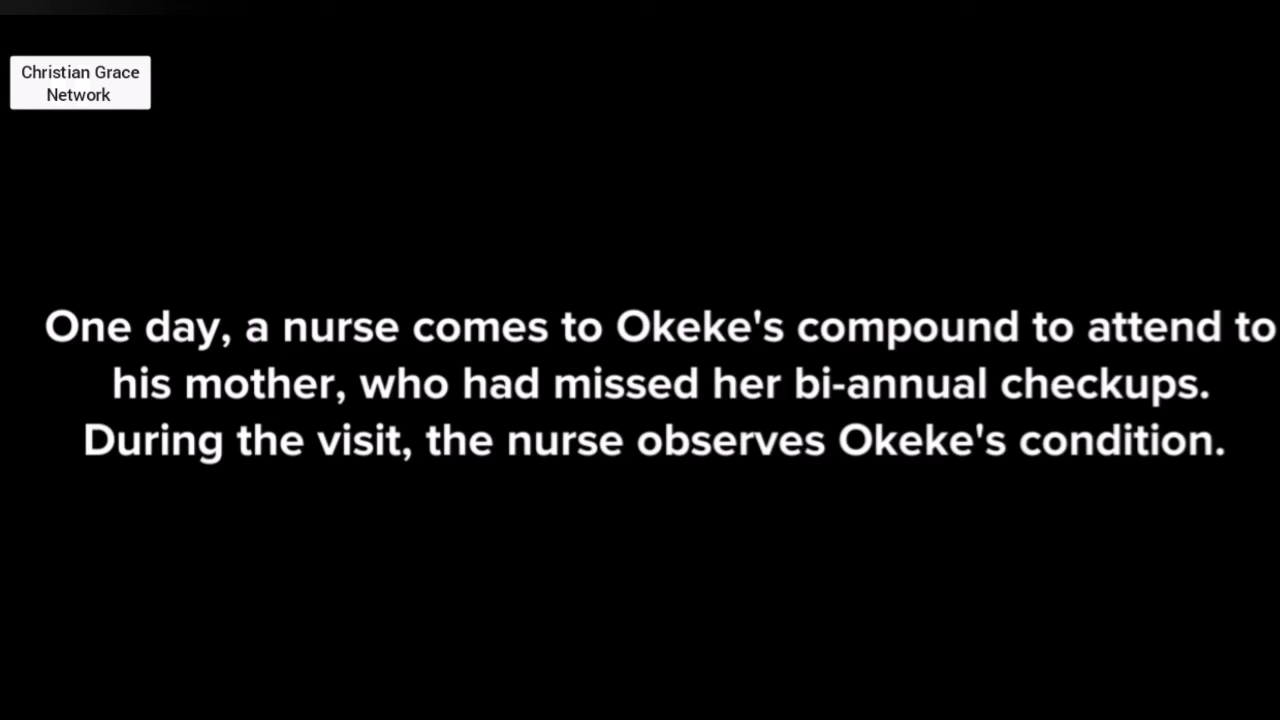 Christian Grace
Network
One day, a nurse comes to Okeke's compound to attend to
his mother, who had missed her bi-annual checkups.
During the visit, the nurse observes Okeke's condition.